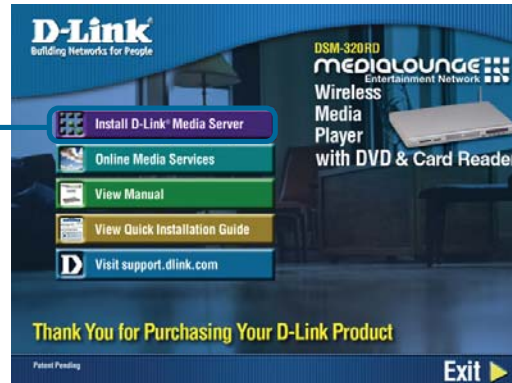 D-Link®
Building Networks for People
DSM-320RD
MEDIALOUNGE
Entertainment Network
Wireless
Media
Player
with DVD & Card Reader
Install D-Link® Media Server
Online Media Services
View Manual
View Quick Installation Guide
D Visit support.dlink.com
Thank You for Purchasing Your D-Link Product
Patent Pending
Exit